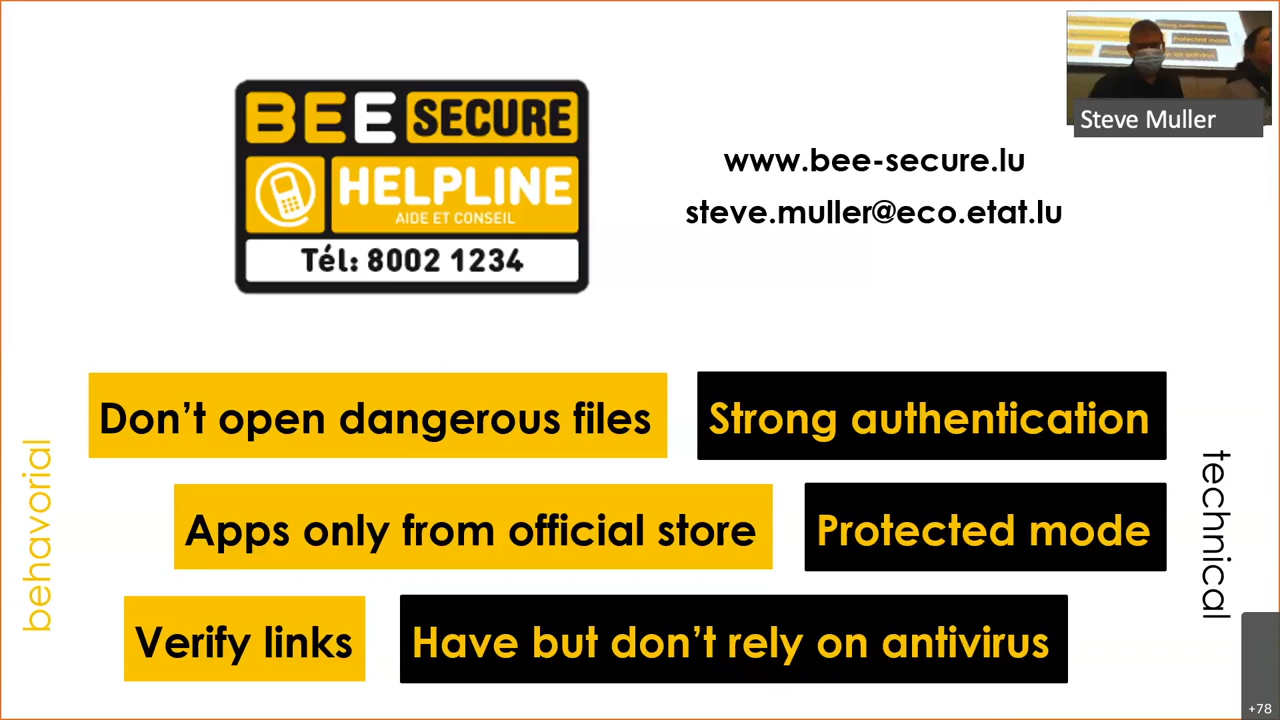 BEE SECURE
HELPLINE
AIDE ET CONSEIL
Tél: 8002 1234
www.bee-secure.lu
steve.muller@eco.etat.lu
Steve Muller
Don't open dangerous files
Strong authentication
Apps only from official store
Protected mode
Verify links
Have but don't rely on antivirus
behavorial
technical
+78